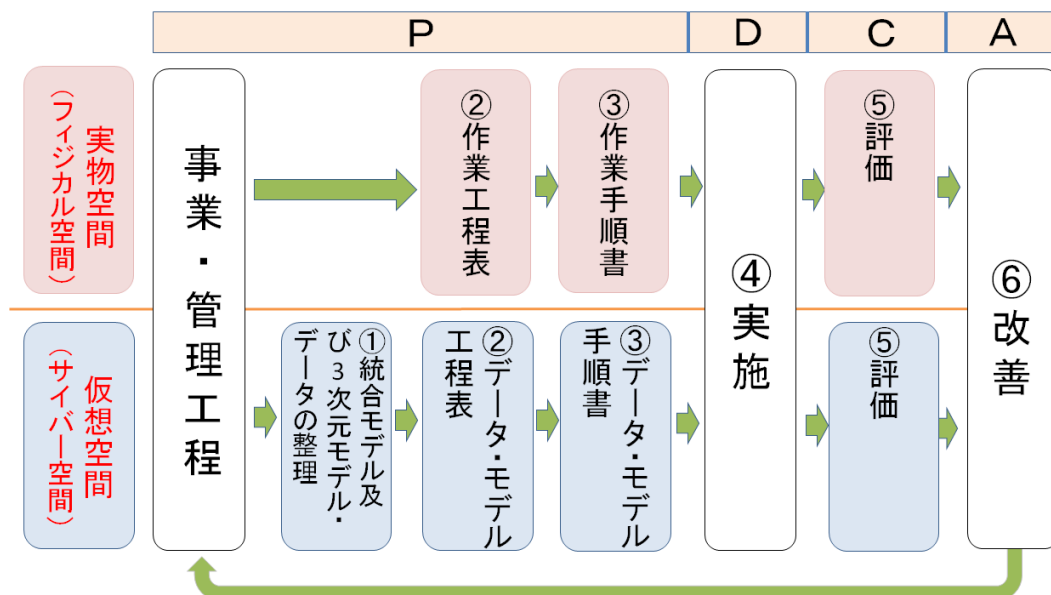 P
D
C
A
実物空間
（フィジカル空間）
事業・管理工程
②作業工程表
③作業手順書
④実施
⑤評価
⑥改善
仮想空間
（サイバー空間）
①統合モデル及
び3次元モデル・
データの整理
②データ・モデル
工程表
③データ・モデル
手順書
⑤評価